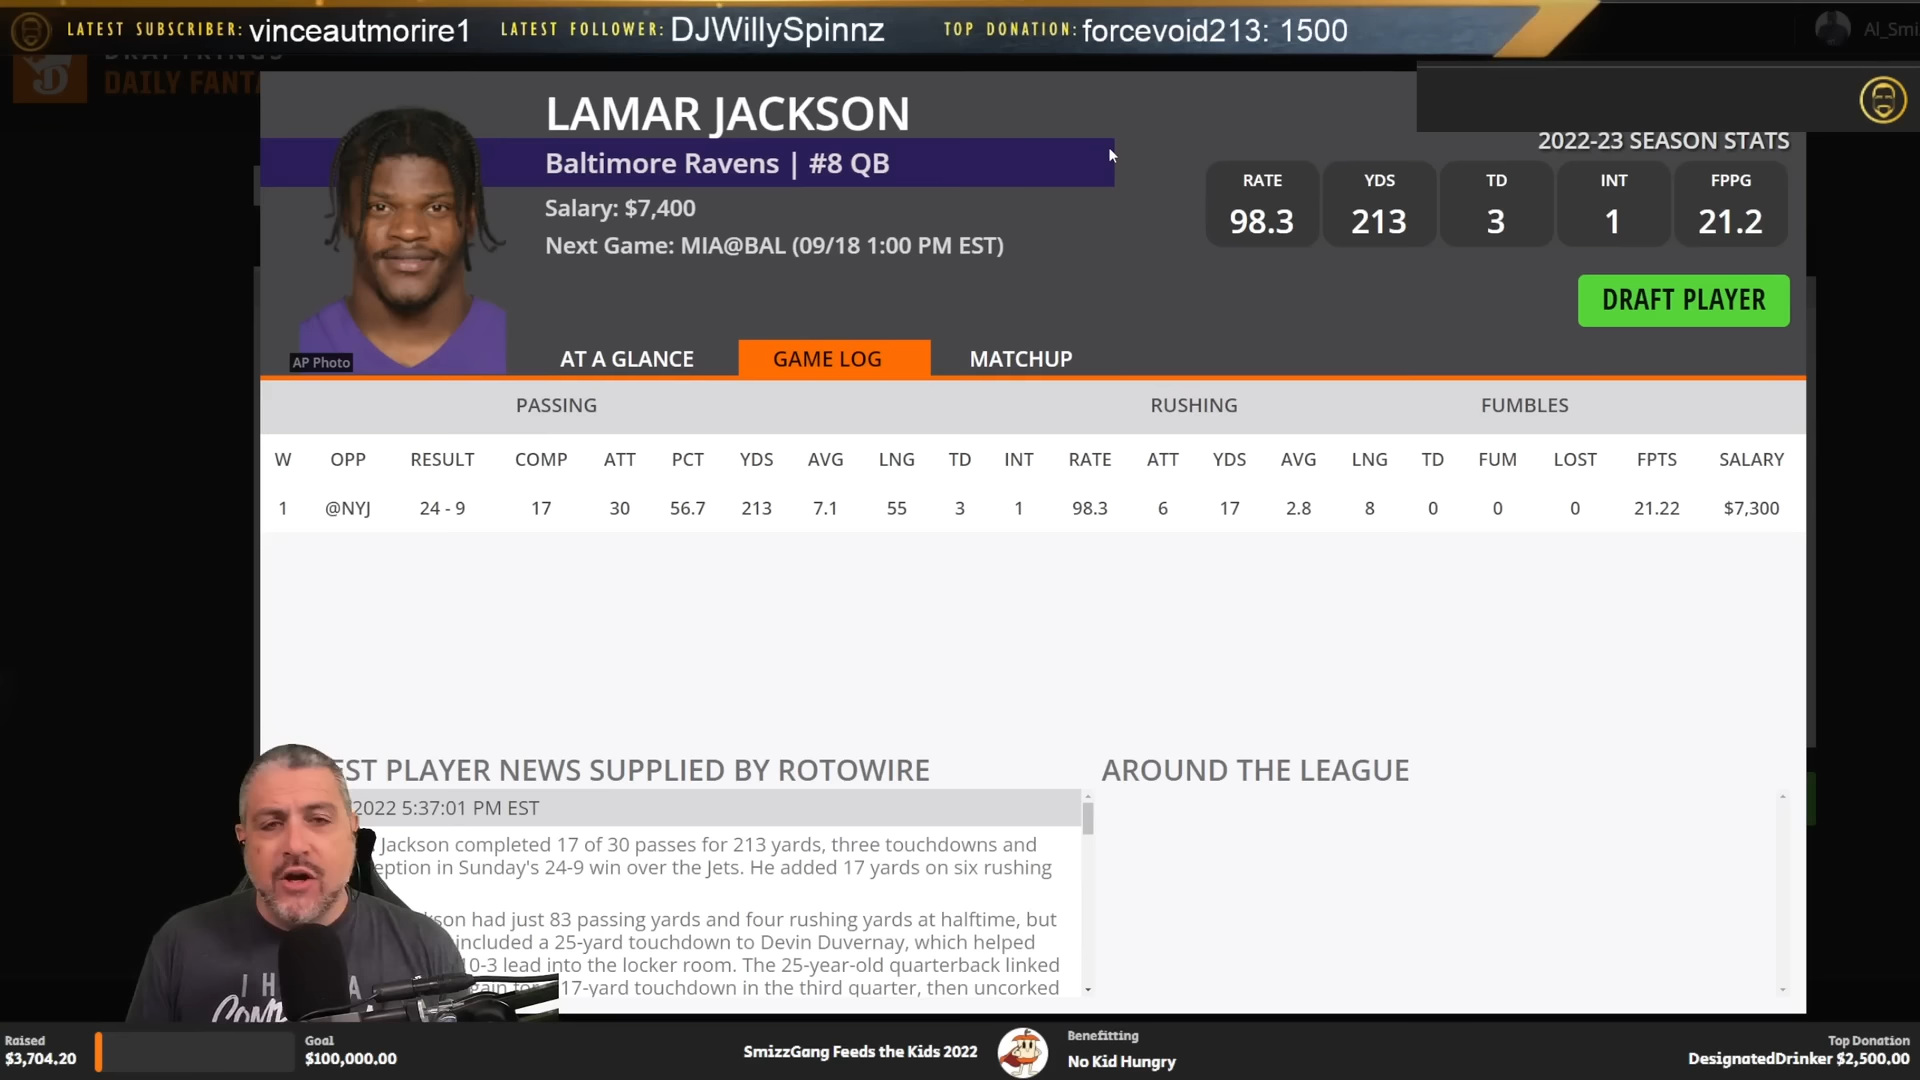 LATEST SUBSCRIBER: vinceautmorire1 LATEST FOLLOWER: DJWillySpinnz TOP DONATION: forcevoid213: 1500
Al_Smi
DAILY FANTA
LAMAR JACKSON
Baltimore Ravens | #8 QB
Salary: $7,400
Next Game: MIA@BAL (09/18 1:00 PM EST)
2022-23 SEASON STATS
RATE YDS TD INT FPPG
98.3 213 3 1 21.2
DRAFT PLAYER
AP Photo
AT A GLANCE GAME LOG MATCHUP
PASSING RUSHING FUMBLES
W OPP RESULT COMP ATT PCT YDS AVG LNG TD INT RATE ATT YDS AVG LNG TD FUM LOST FPTS SALARY
1 @NYJ 24 - 9 17 30 56.7 213 7.1 55 3 1 98.3 6 17 2.8 8 0 0 0 21.22 $7,300
EST PLAYER NEWS SUPPLIED BY ROTOWIRE
AROUND THE LEAGUE
2022 5:37:01 PM EST
Jackson completed 17 of 30 passes for 213 yards, three touchdowns and
eption in Sunday's 24-9 win over the Jets. He added 17 yards on six rushing
kson had just 83 passing yards and four rushing yards at halftime, but
included a 25-yard touchdown to Devin Duvernay, which helped
10-3 lead into the locker room. The 25-year-old quarterback linked
17-yard touchdown in the third quarter, then uncorked
Raised
$3,704.20
Goal
$100,000.00
SmizzGang Feeds the Kids 2022
Benefitting
No Kid Hungry
Top Donation
DesignatedDrinker $2,500.00